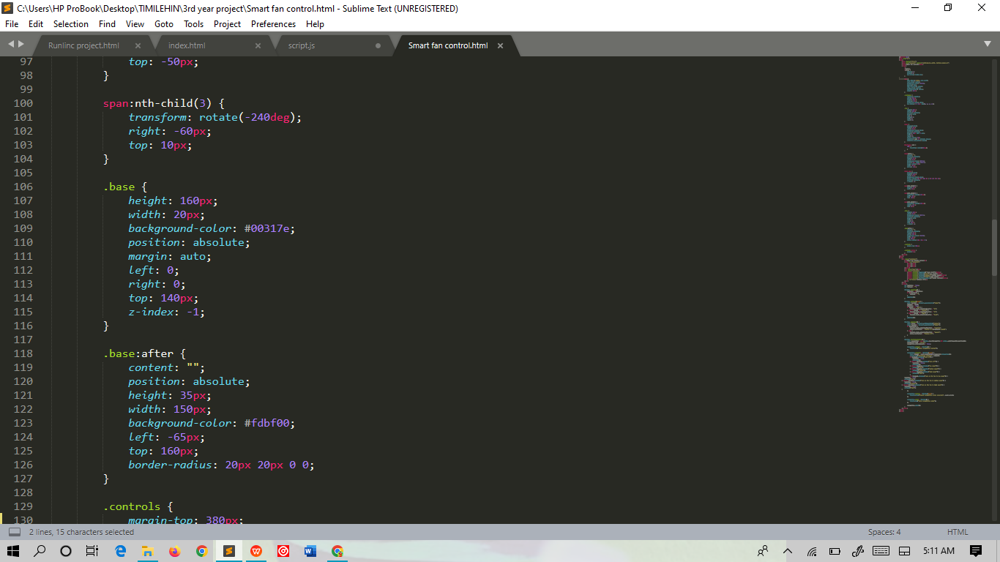 C:\Users\HP ProBook\Desktop\TIMILEHIN\3rd year project\Smart fan control.html - Sublime Text (UNREGISTERED)
File Edit Selection Find View Goto Tools Project Preferences Help
Runlinc project.html index.html script.js Smart fan control.html
97 top: -50px;
98 }
99
100 span:nth-child(3) {
101 transform: rotate(-240deg);
102 right: -60px;
103 top: 10px;
104 }
105
106 .base {
107 height: 160px;
108 width: 20px;
109 background-color: #00317e;
110 position: absolute;
111 margin: auto;
112 left: 0;
113 right: 0;
114 top: 140px;
115 z-index: -1;
116 }
117
118 .base:after {
119 content: "";
120 position: absolute;
121 height: 35px;
122 width: 150px;
123 background-color: #fdbf00;
124 left: -65px;
125 top: 160px;
126 border-radius: 20px 20px 0 0;
127 }
128
129 .controls {
130 margin-top: 380px;
2 lines, 15 characters selected Spaces: 4 HTML
5:11 AM